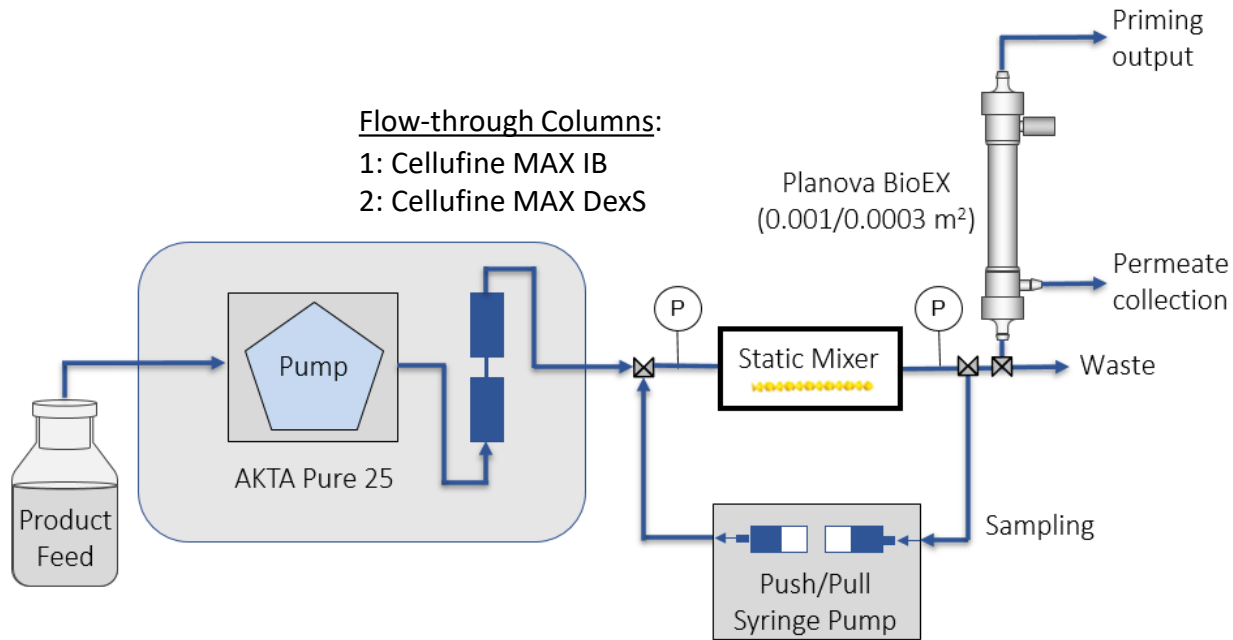 Priming
output
Flow-through Columns:
1: Cellufine MAX IB
2: Cellufine MAX DexS
Planova BioEX
(0.001/0.0003 m²)
Permeate
collection
P
P
Pump
Static Mixer
Waste
AKTA Pure 25
Product
Feed
Sampling
Push/Pull
Syringe Pump